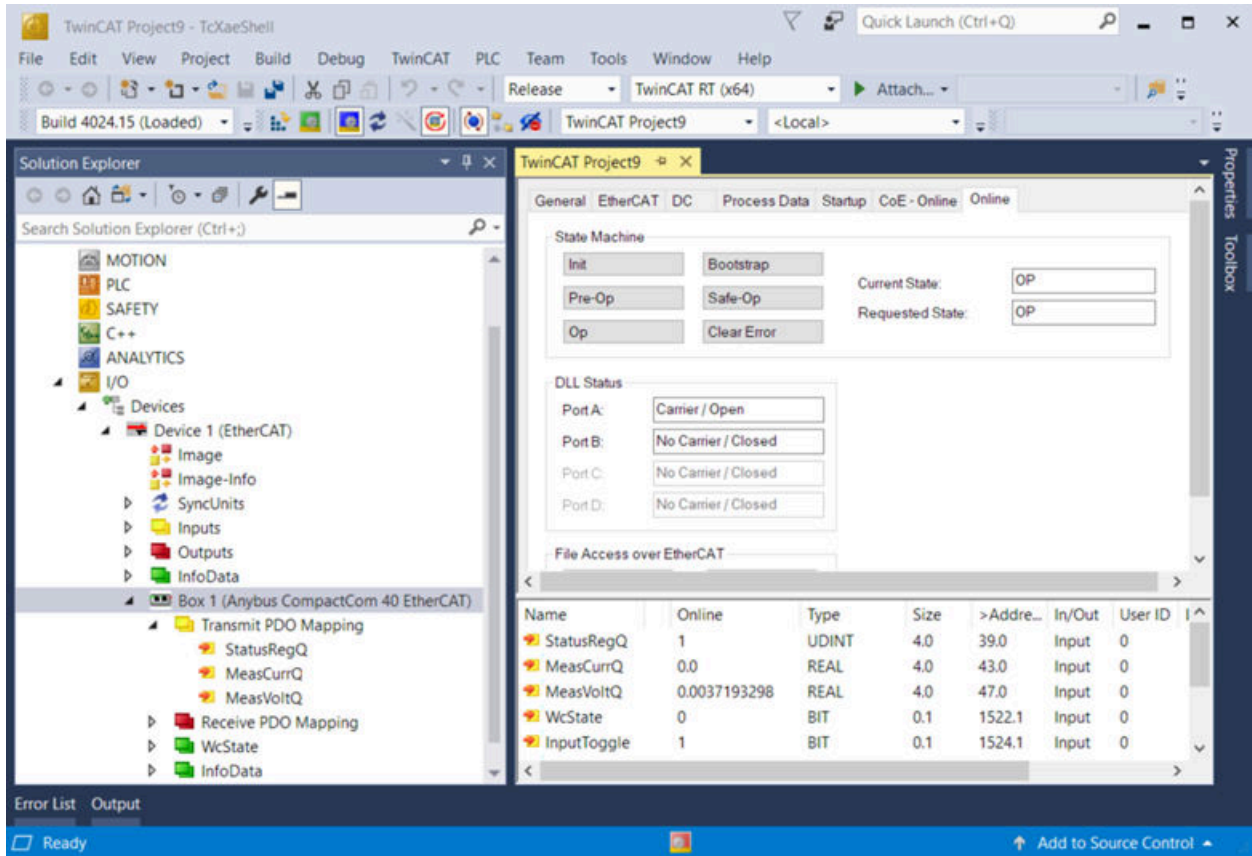 TwinCAT Project9 - TcXaeShell
Quick Launch (Ctrl+Q)
File Edit View Project Build Debug TwinCAT PLC Team Tools Window Help
Release TwinCAT RT (x64) Attach...
Build 4024.15 (Loaded) TwinCAT Project9 <Local>
Solution Explorer
Search Solution Explorer (Ctrl+;)
MOTION
PLC
SAFETY
C++
ANALYTICS
I/O
Devices
Device 1 (EtherCAT)
Image
Image-Info
SyncUnits
Inputs
Outputs
InfoData
Box 1 (Anybus CompactCom 40 EtherCAT)
Transmit PDO Mapping
StatusRegQ
MeasCurrQ
MeasVoltQ
Receive PDO Mapping
WcState
InfoData
TwinCAT Project9
General EtherCAT DC Process Data Startup CoE - Online Online
State Machine
Init Bootstrap
Pre-Op Safe-Op
Op Clear Error
Current State: OP
Requested State: OP
DLL Status
Port A: Carrier / Open
Port B: No Carrier / Closed
Port C: No Carrier / Closed
Port D: No Carrier / Closed
File Access over EtherCAT
Name Online Type Size >Addre... In/Out User ID
StatusRegQ 1 UDINT 4.0 39.0 Input 0
MeasCurrQ 0.0 REAL 4.0 43.0 Input 0
MeasVoltQ 0.0037193298 REAL 4.0 47.0 Input 0
WcState 0 BIT 0.1 1522.1 Input 0
InputToggle 1 BIT 0.1 1524.1 Input 0
Properties
Toolbox
Error List Output
Ready
Add to Source Control